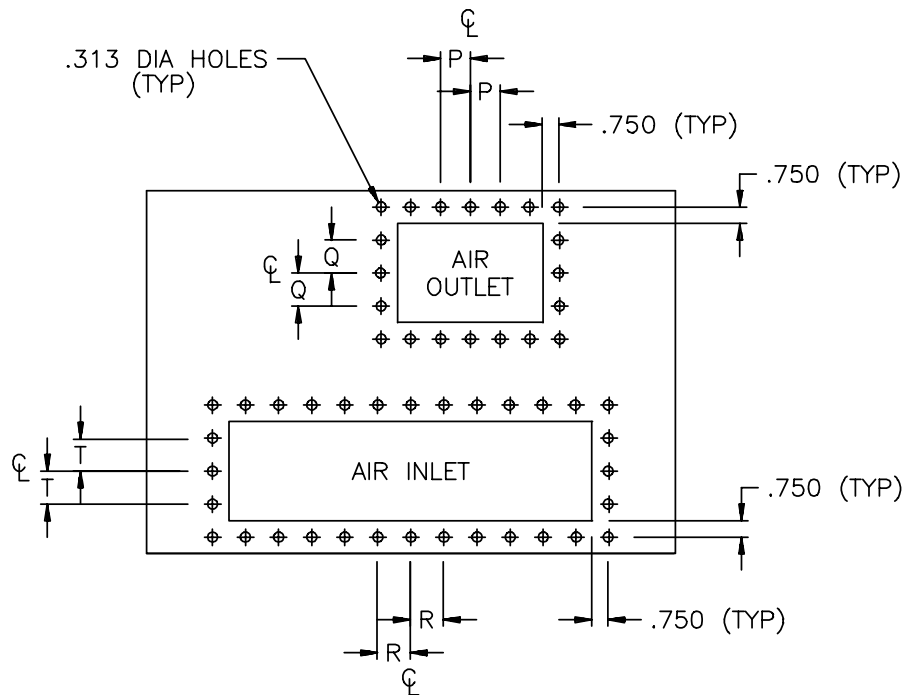 ℄
.313 DIA HOLES
(TYP)
P
P
.750 (TYP)
.750 (TYP)
℄
Q
Q
AIR
OUTLET
℄
T
T
AIR INLET
.750 (TYP)
R
.750 (TYP)
R
℄